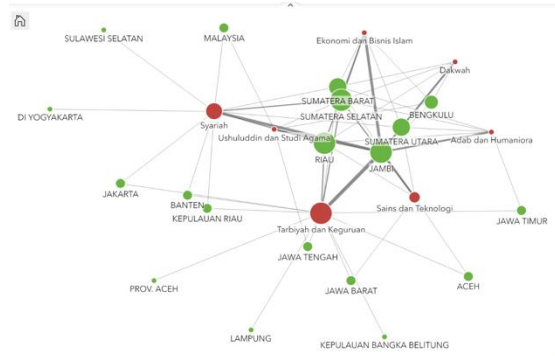 SULAWESI SELATAN
MALAYSIA
Ekonomi dan Bisnis Islam
Dakwah
SUMATERA BARAT
SUMATERA SELATAN
BENGKULU
DI YOGYAKARTA
Syariah
Ushuluddin dan Studi Agama
SUMATERA UTARA
Adab dan Humaniora
RIAU
JAMBI
JAKARTA
BANTEN
KEPULAUAN RIAU
Sains dan Teknologi
Tarbiyah dan Keguruan
JAWA TIMUR
JAWA TENGAH
PROV. ACEH
JAWA BARAT
ACEH
LAMPUNG
KEPULAUAN BANGKA BELITUNG